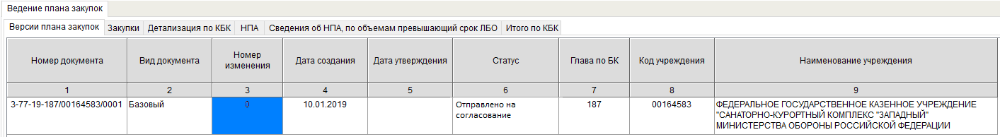 Ведение плана закупок
Версии плана закупок Закупки Детализация по КБК НПА Сведения об НПА, по объемам превышающий срок ЛБО Итого по КБК
Номер документа Вид документа Номер изменения Дата создания Дата утверждения Статус Глава по БК Код учреждения Наименование учреждения
1 2 3 4 5 6 7 8 9
3-77-19-187/00164583/0001 Базовый 0 10.01.2019 Отправлено на согласование 187 00164583 ФЕДЕРАЛЬНОЕ ГОСУДАРСТВЕННОЕ КАЗЕННОЕ УЧРЕЖДЕНИЕ
"САНАТОРНО-КУРОРТНЫЙ КОМПЛЕКС "ЗАПАДНЫЙ"
МИНИСТЕРСТВА ОБОРОНЫ РОССИЙСКОЙ ФЕДЕРАЦИИ